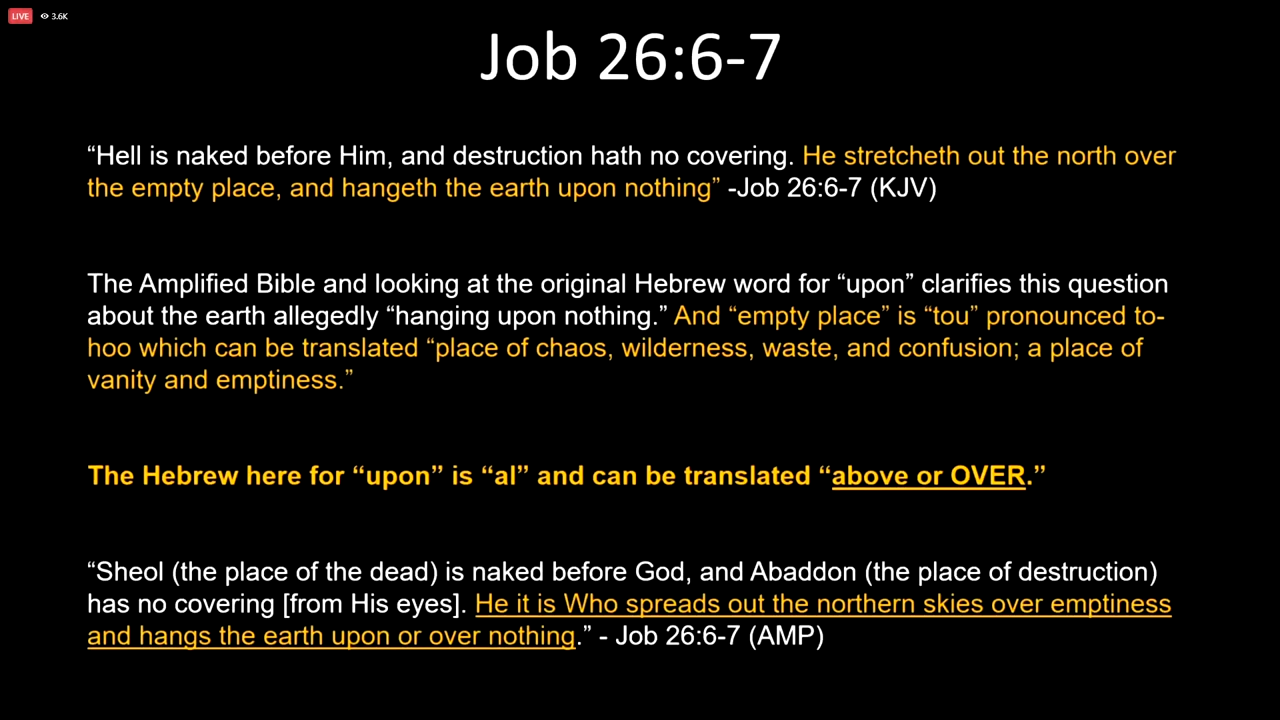 LIVE 3.6K
Job 26:6-7
“Hell is naked before Him, and destruction hath no covering. He stretcheth out the north over
the empty place, and hangeth the earth upon nothing” -Job 26:6-7 (KJV)
The Amplified Bible and looking at the original Hebrew word for “upon” clarifies this question
about the earth allegedly “hanging upon nothing.” And “empty place” is “tou” pronounced to-
hoo which can be translated “place of chaos, wilderness, waste, and confusion; a place of
vanity and emptiness.”
The Hebrew here for “upon” is “al” and can be translated “above or OVER.”
“Sheol (the place of the dead) is naked before God, and Abaddon (the place of destruction)
has no covering [from His eyes]. He it is Who spreads out the northern skies over emptiness
and hangs the earth upon or over nothing.” - Job 26:6-7 (AMP)